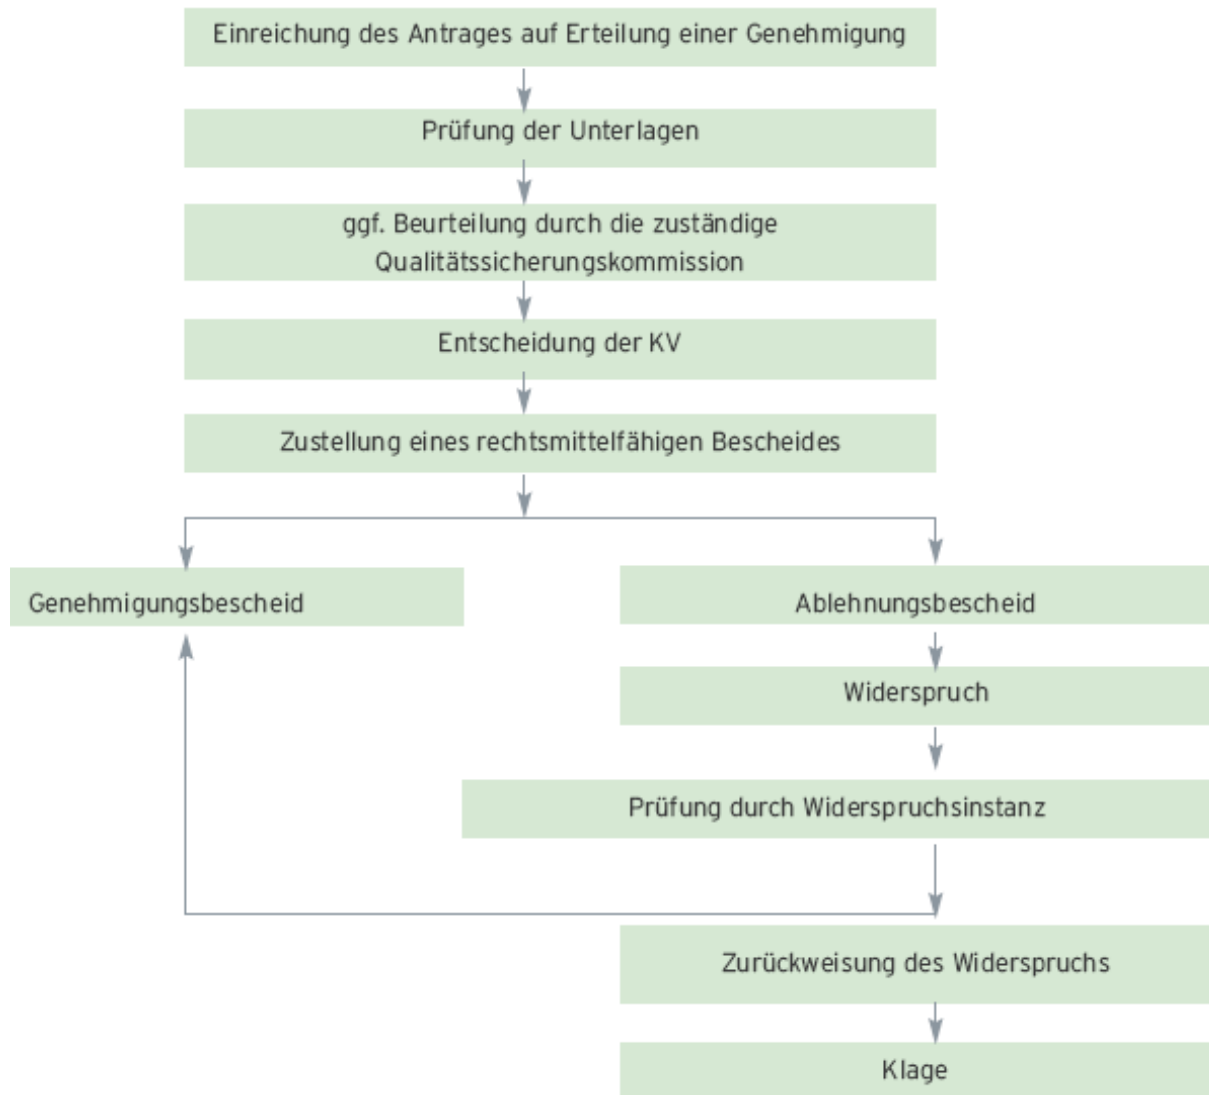 Einreichung des Antrages auf Erteilung einer Genehmigung
Prüfung der Unterlagen
ggf. Beurteilung durch die zuständige
Qualitätssicherungskommission
Entscheidung der KV
Zustellung eines rechtsmittelfähigen Bescheides
Genehmigungsbescheid
Ablehnungsbescheid
Widerspruch
Prüfung durch Widerspruchsinstanz
Zurückweisung des Widerspruchs
Klage